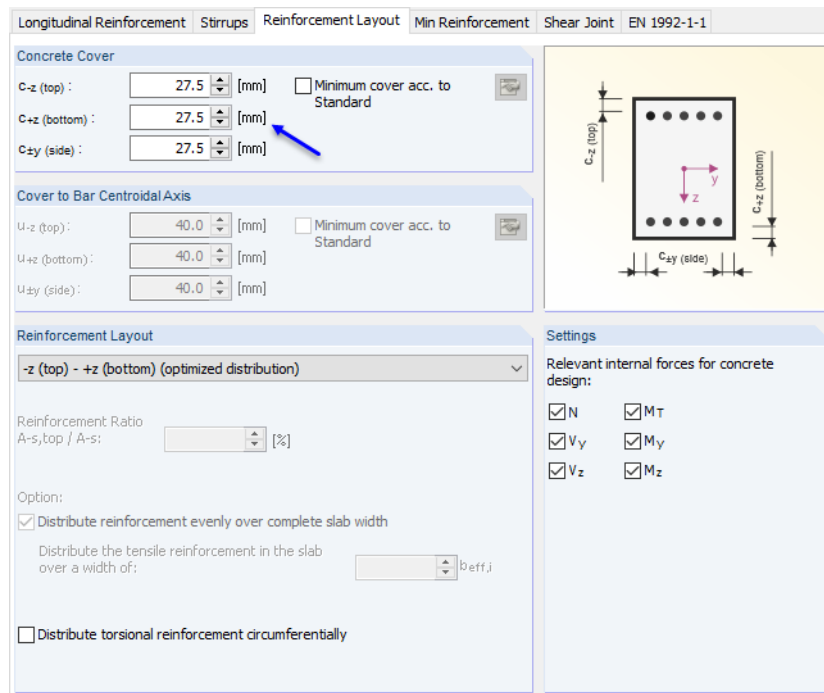 Longitudinal Reinforcement Stirrups Reinforcement Layout Min Reinforcement Shear Joint EN 1992-1-1
Concrete Cover
c-z (top) : 27.5 [mm] Minimum cover acc. to
Standard
c+z (bottom) : 27.5 [mm]
c±y (side) : 27.5 [mm]
Cover to Bar Centroidal Axis
u-z (top) : 40.0 [mm] Minimum cover acc. to
Standard
u+z (bottom) : 40.0 [mm]
u±y (side) : 40.0 [mm]
c-z (top)
y
z
c+z (bottom)
c±y (side)
Reinforcement Layout
-z (top) - +z (bottom) (optimized distribution)
Reinforcement Ratio
A-s,top / A-s: [%]
Option:
Distribute reinforcement evenly over complete slab width
Distribute the tensile reinforcement in the slab
over a width of: beff,i
Distribute torsional reinforcement circumferentially
Settings
Relevant internal forces for concrete
design:
N MT
Vy My
Vz Mz